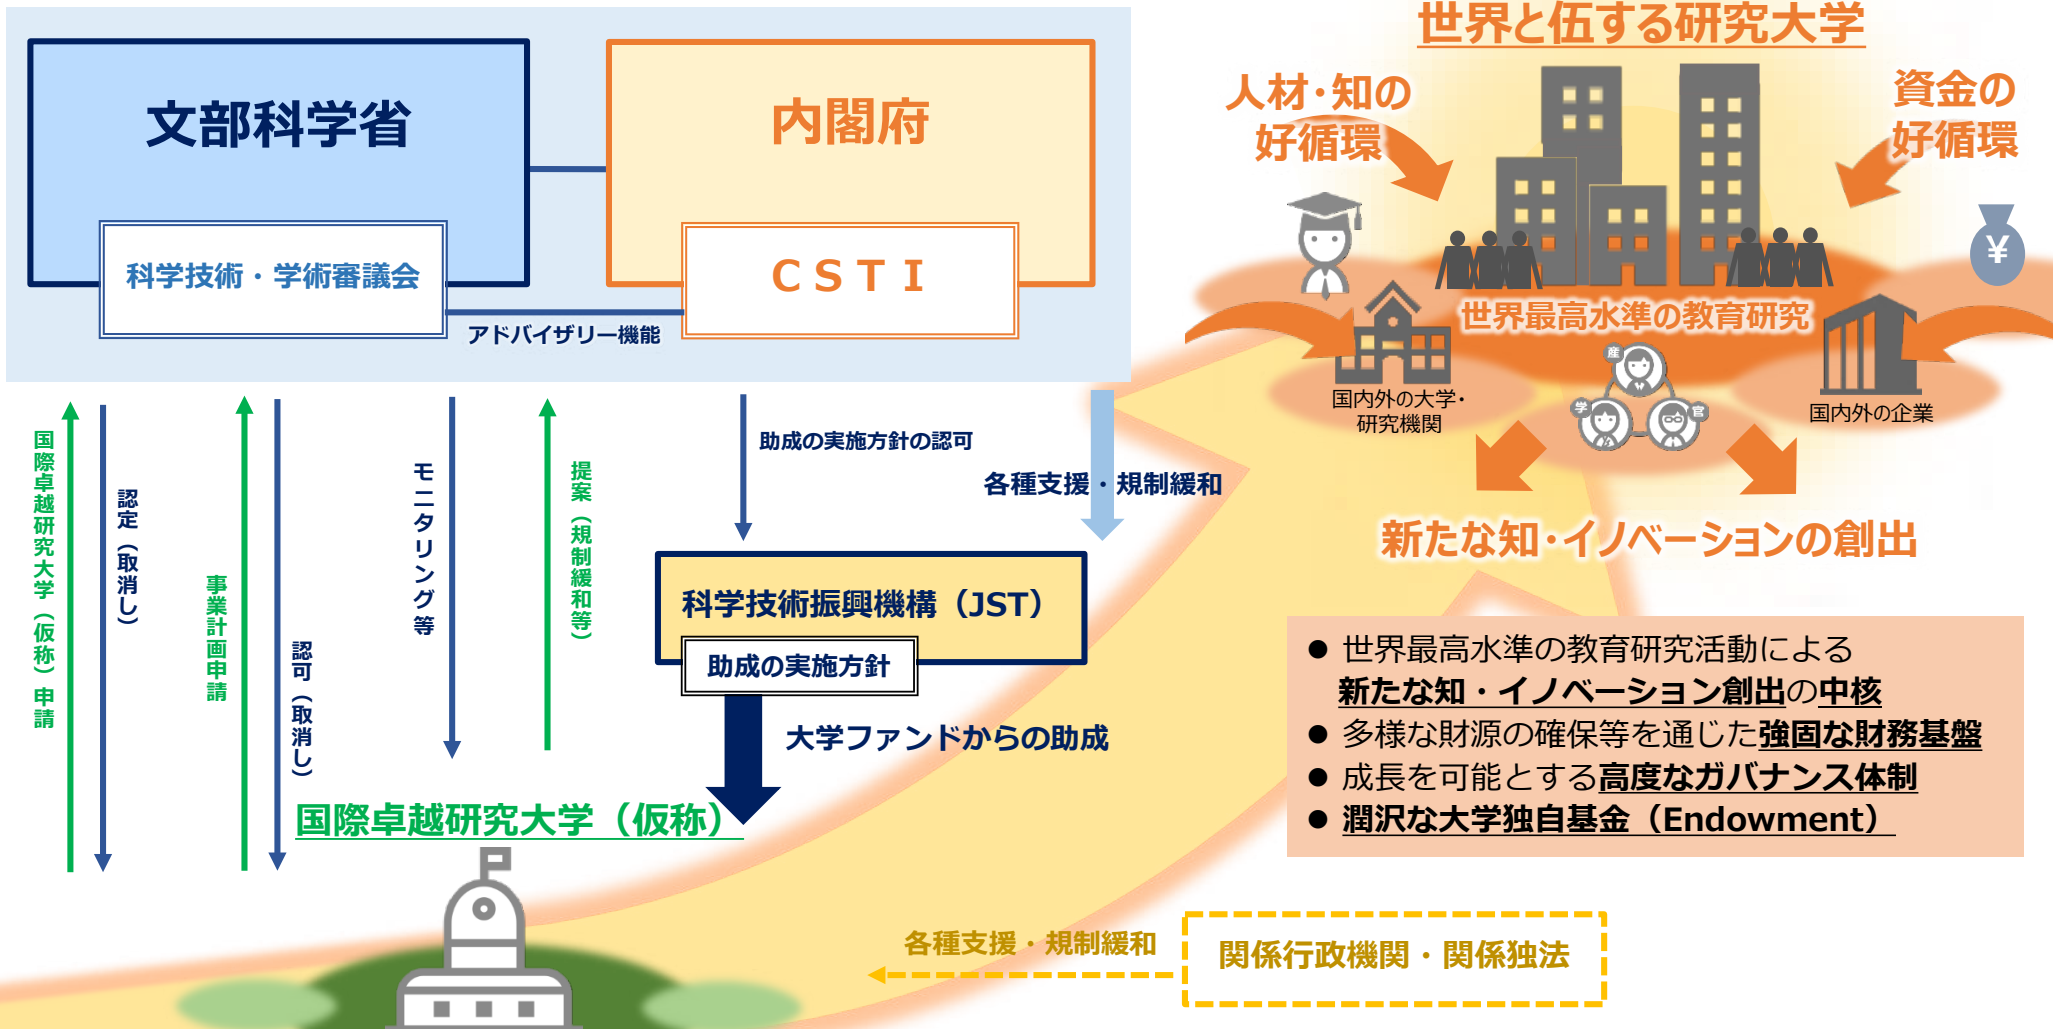 文部科学省
内閣府
科学技術・学術審議会
CSTI
アドバイザリー機能
国際卓越研究大学（仮称）申請
認定（取消し）
事業計画申請
認可（取消し）
モニタリング等
提案（規制緩和等）
助成の実施方針の認可
各種支援・規制緩和
科学技術振興機構（JST）
助成の実施方針
大学ファンドからの助成
国際卓越研究大学（仮称）
各種支援・規制緩和
関係行政機関・関係独法
世界と伍する研究大学
人材・知の
好循環
資金の
好循環
¥
世界最高水準の教育研究
産
学
官
国内外の大学・
研究機関
国内外の企業
新たな知・イノベーションの創出
● 世界最高水準の教育研究活動による
新たな知・イノベーション創出の中核
● 多様な財源の確保等を通じた強固な財務基盤
● 成長を可能とする高度なガバナンス体制
● 潤沢な大学独自基金（Endowment）